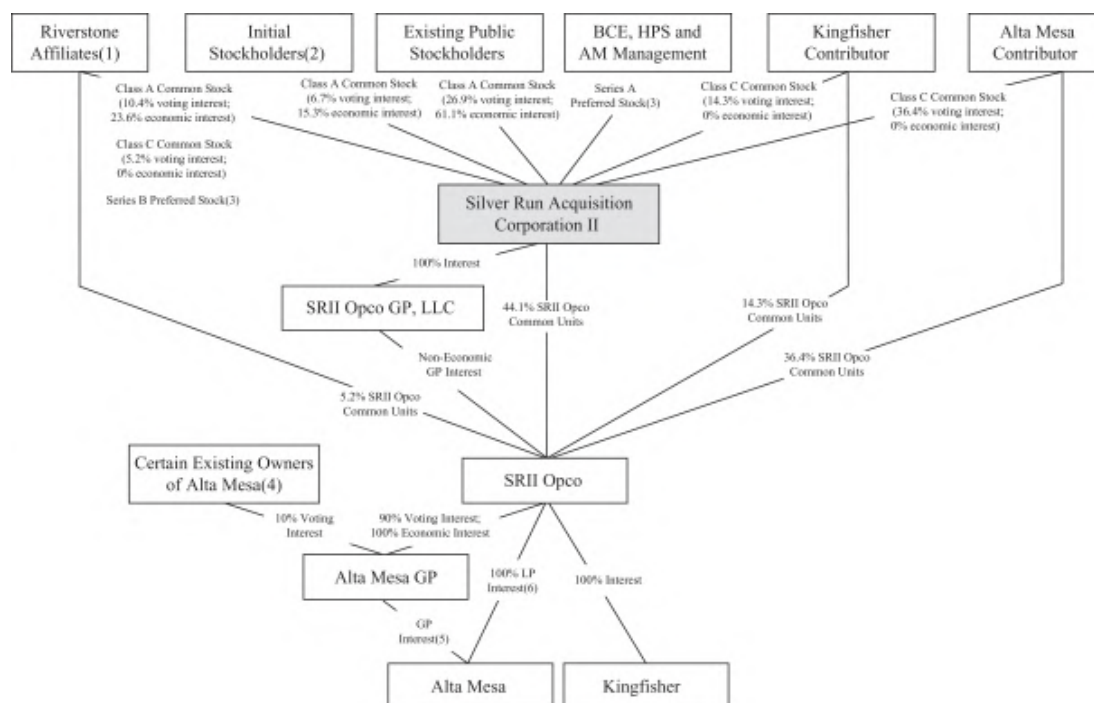 Riverstone
Affiliates(1)
Initial
Stockholders(2)
Existing Public
Stockholders
BCE, HPS and
AM Management
Kingfisher
Contributor
Alta Mesa
Contributor
Class A Common Stock
(10.4% voting interest;
23.6% economic interest)
Class C Common Stock
(5.2% voting interest;
0% economic interest)
Series B Preferred Stock(3)
Class A Common Stock
(6.7% voting interest;
15.3% economic interest)
Class A Common Stock
(26.9% voting interest;
61.1% economic interest)
Series A
Preferred Stock(3)
Class C Common Stock
(14.3% voting interest;
0% economic interest)
Class C Common Stock
(36.4% voting interest;
0% economic interest)
Silver Run Acquisition
Corporation II
100% Interest
SRII Opco GP, LLC
44.1% SRII Opco
Common Units
14.3% SRII Opco
Common Units
Non-Economic
GP Interest
36.4% SRII Opco
Common Units
5.2% SRII Opco
Common Units
Certain Existing Owners
of Alta Mesa(4)
SRII Opco
10% Voting
Interest
90% Voting Interest;
100% Economic Interest
Alta Mesa GP
100% LP
Interest(6)
100% Interest
GP
Interest(5)
Alta Mesa
Kingfisher